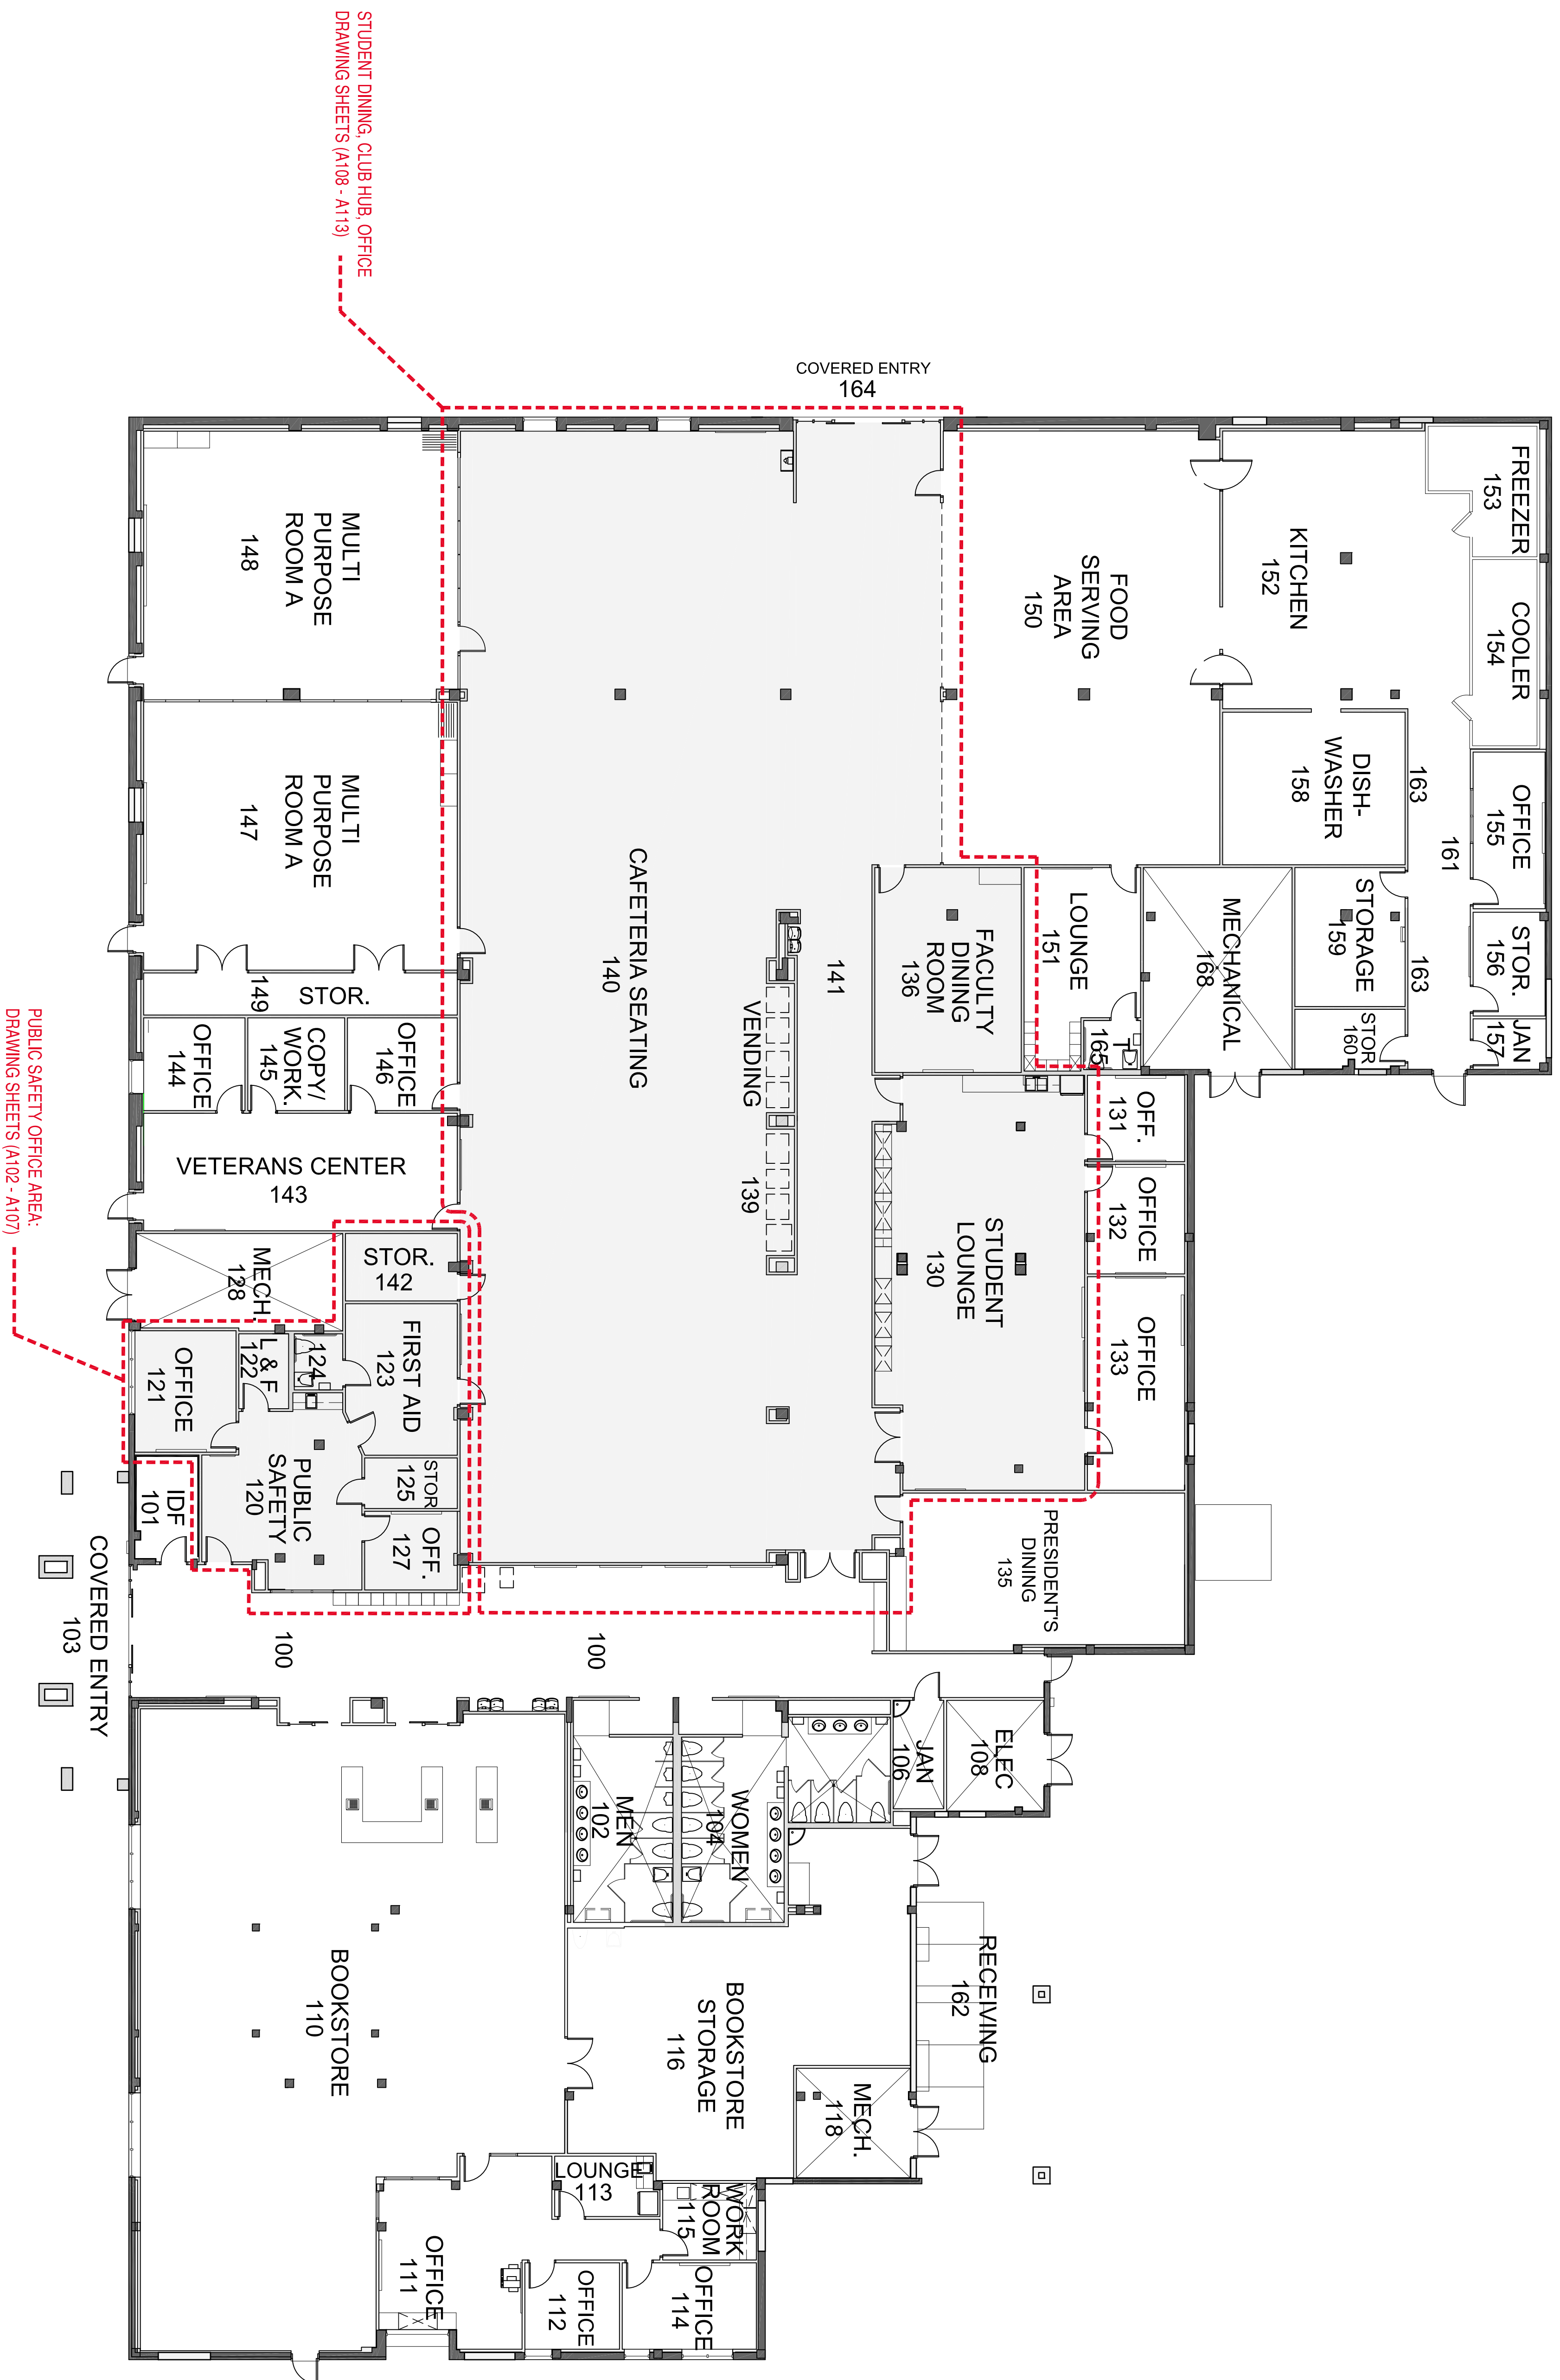 STUDENT DINING, CLUB HUB, OFFICE
DRAWING SHEETS (A108 - A113)
COVERED ENTRY
164
FREEZER
153
COOLER
154
KITCHEN
152
FOOD
SERVING
AREA
150
MULTI
PURPOSE
ROOM A
148
OFFICE
155
163
161
DISH-
WASHER
158
MULTI
PURPOSE
ROOM A
147
STOR.
156
163
STORAGE
159
MECHANICAL
168
LOUNGE
151
FACULTY
DINING
ROOM
136
141
CAFETERIA SEATING
140
STOR.
149
JAN
157
STOR
160
T
165
VENDING
139
OFFICE
146
COPY/
WORK.
145
OFFICE
144
OFF.
131
OFFICE
132
OFFICE
133
STUDENT
LOUNGE
130
VETERANS CENTER
143
PUBLIC SAFETY OFFICE AREA:
DRAWING SHEETS (A102 - A107)
STOR.
142
MECH.
128
FIRST AID
123
124
L & F
122
OFFICE
121
STOR
125
PUBLIC
SAFETY
120
OFF.
127
IDF
101
PRESIDENT'S
DINING
135
COVERED ENTRY
103
100
100
ELEC
108
JAN
106
WOMEN
104
MEN
102
RECEIVING
162
BOOKSTORE
STORAGE
116
BOOKSTORE
110
MECH.
118
LOUNGE
113
WORK
ROOM
115
OFFICE
111
OFFICE
112
OFFICE
114